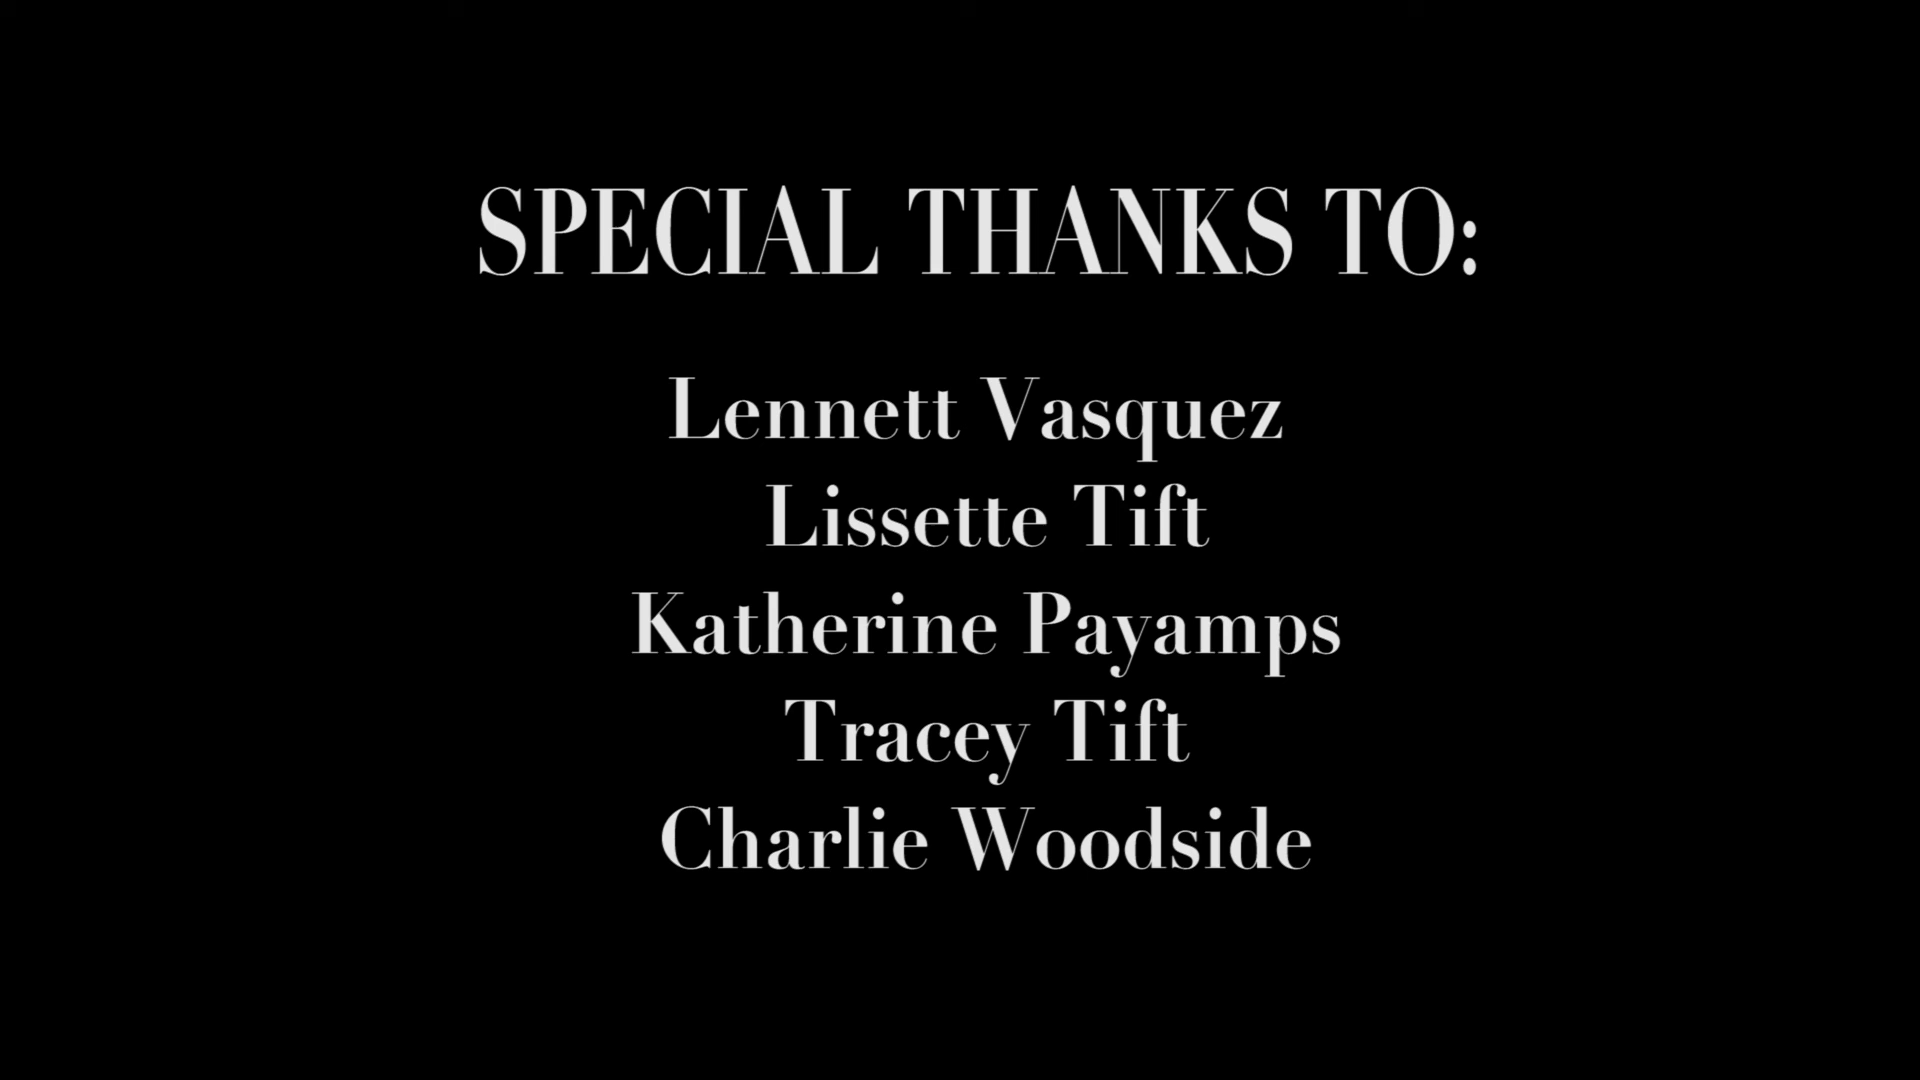 SPECIAL THANKS TO:
Lennett Vasquez
Lissette Tift
Katherine Payamps
Tracey Tift
Charlie Woodside